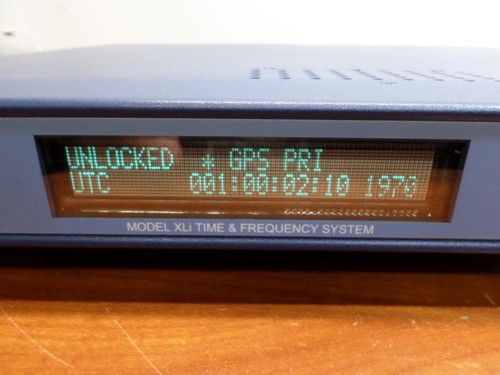 UNLOCKED * GPS PRI
UTC 001:00:02:10 1970
MODEL XLi TIME & FREQUENCY SYSTEM